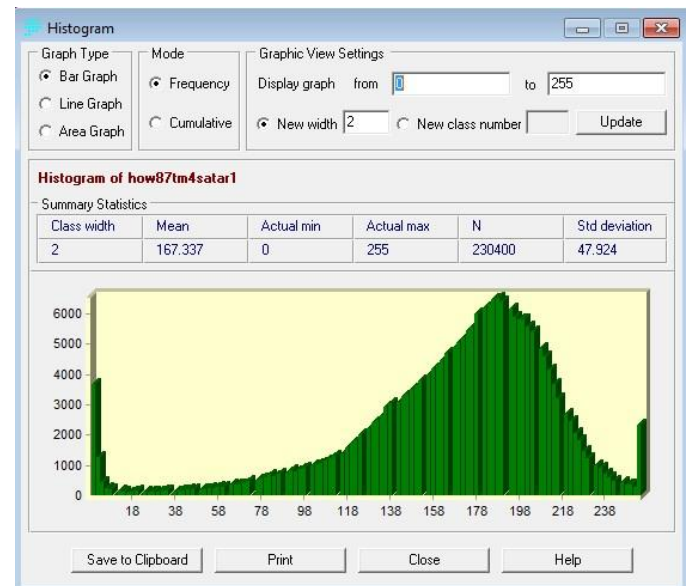 Histogram
Graph Type Mode Graphic View Settings
Bar Graph Frequency Display graph from 0 to 255
Line Graph
Area Graph Cumulative New width 2 New class number Update
Histogram of how87tm4satar1
Summary Statistics
Class width Mean Actual min Actual max N Std deviation
2 167.337 0 255 230400 47.924
6000
5000
4000
3000
2000
1000
0
18 38 58 78 98 118 138 158 178 198 218 238
Save to Clipboard Print Close Help